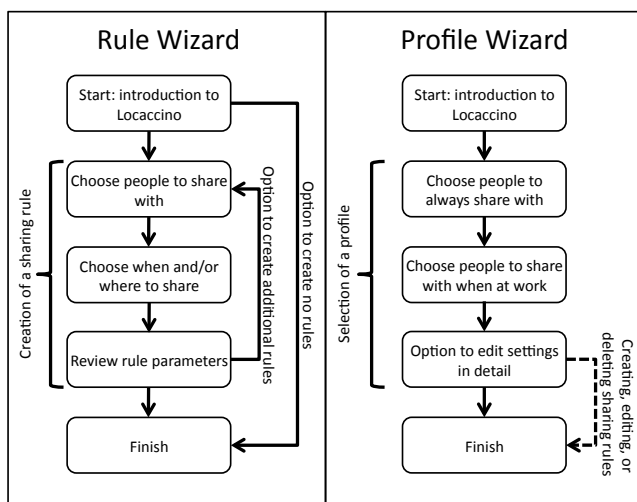 Rule Wizard
Start: introduction to
Locaccino
Choose people to share
with
Choose when and/or
where to share
Review rule parameters
Finish
Creation of a sharing rule
Option to create additional rules
Option to create no rules
Profile Wizard
Start: introduction to
Locaccino
Choose people to
always share with
Choose people to share
with when at work
Option to edit settings
in detail
Finish
Selection of a profile
Creating, editing, or
deleting sharing rules